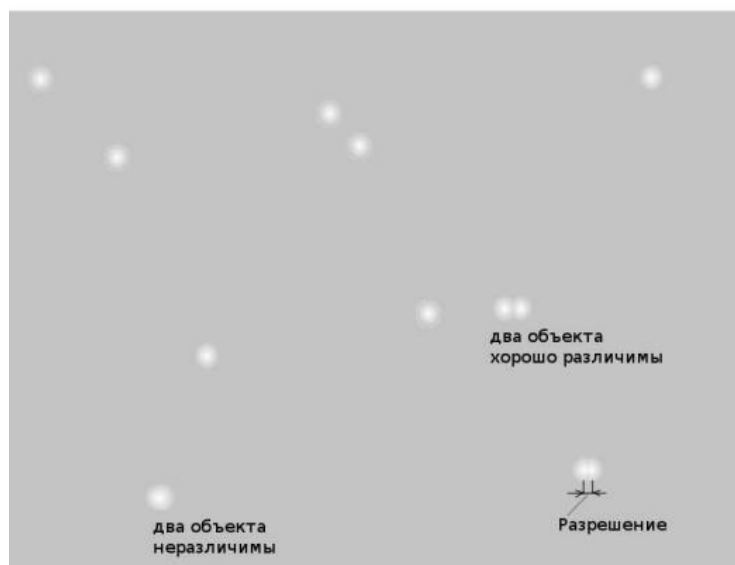 два объекта
хорошо различимы
Разрешение
два объекта
неразличимы